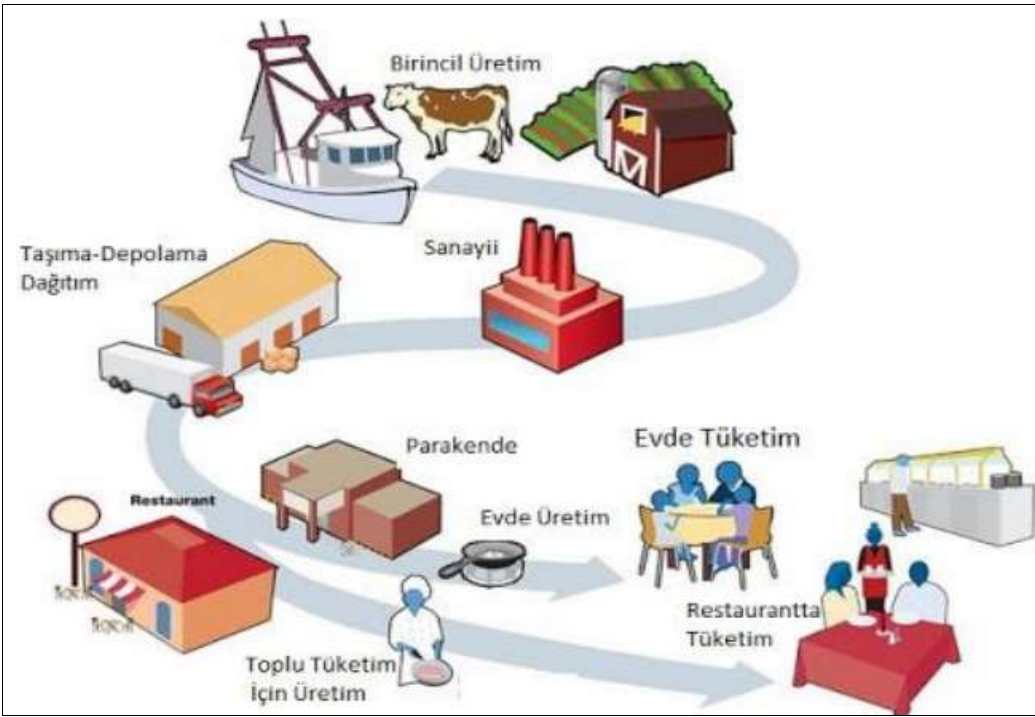 Birincil Üretim
Sanayii
Taşıma-Depolama
Dağıtım
Parakende
Evde Tüketim
Restaurant
Evde Üretim
Restaurantta
Tüketim
Toplu Tüketim
İçin Üretim